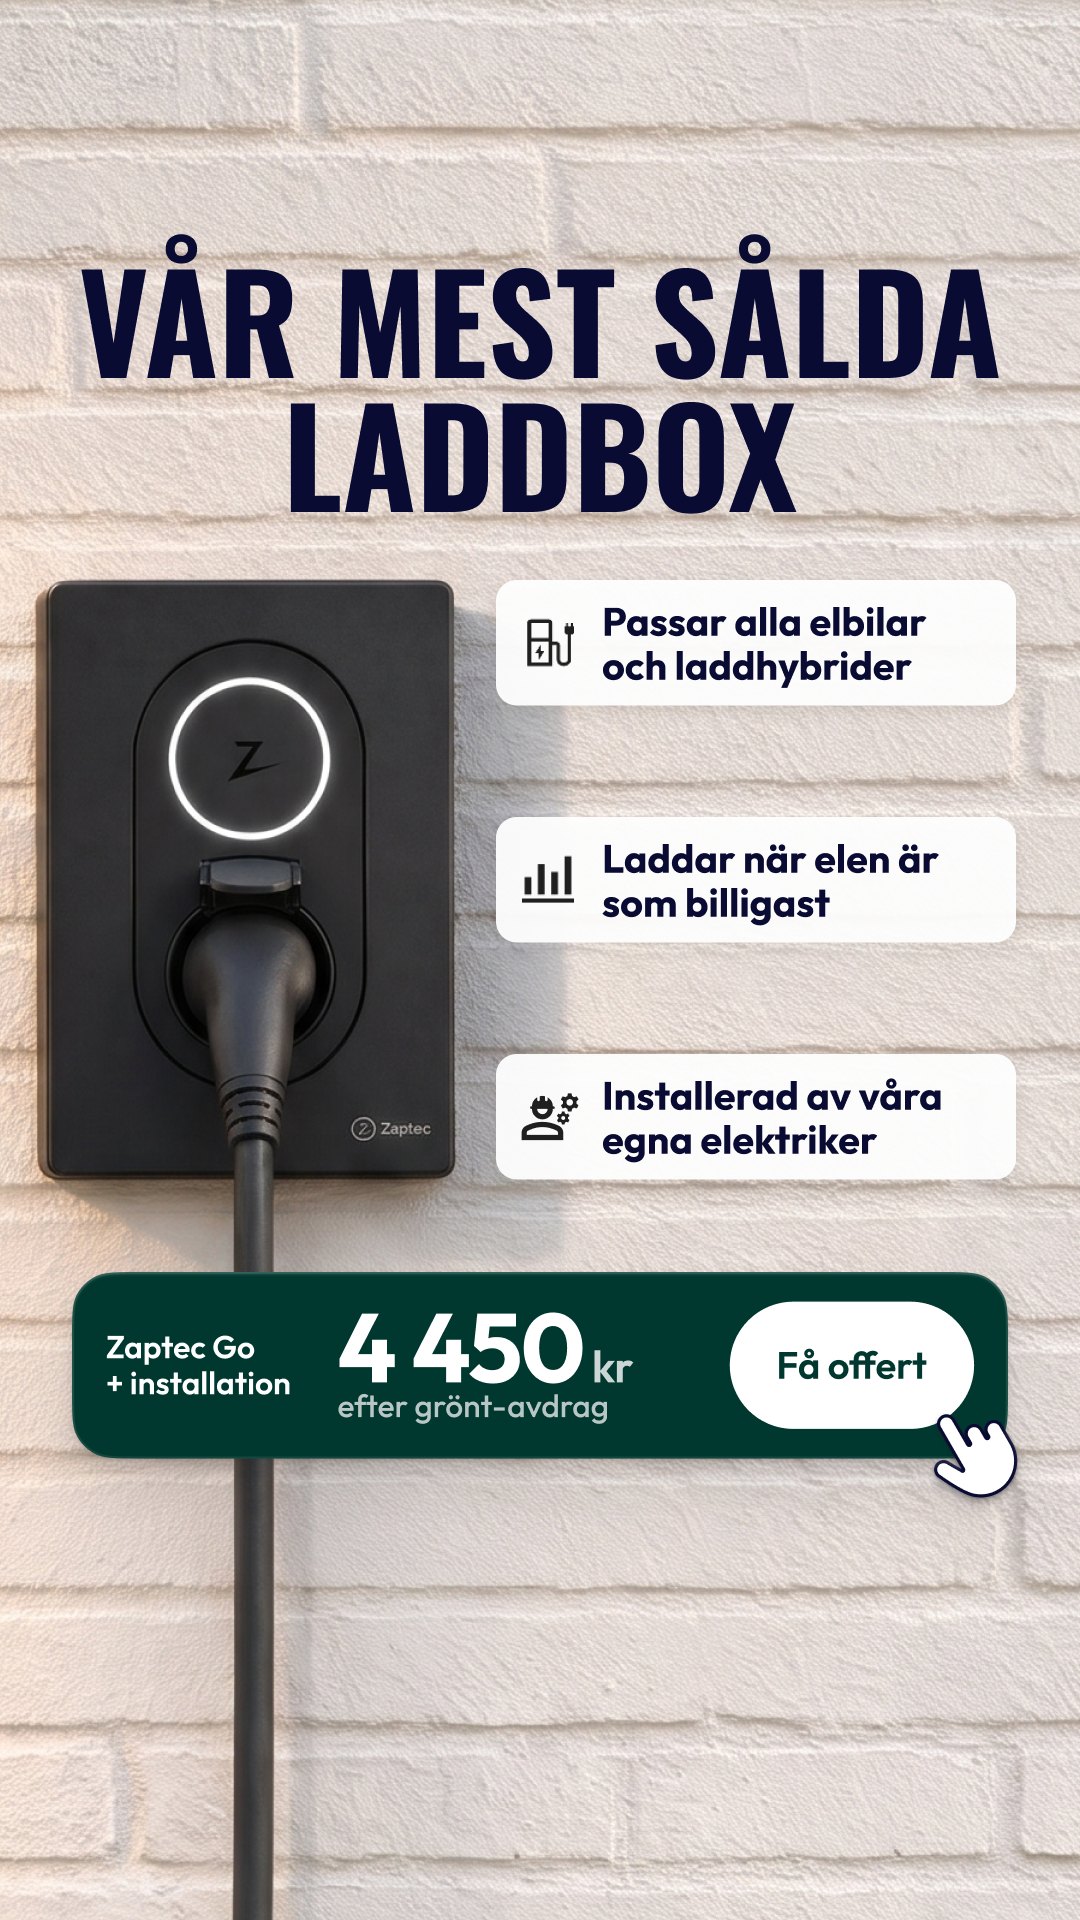 VÅR MEST SÅLDA
LADDBOX
Passar alla elbilar
och laddhybrider
Laddar när elen är
som billigast
Installerad av våra
egna elektriker
Z
Zaptec
Zaptec Go
+ installation
4 450 kr
efter grönt-avdrag
Få offert